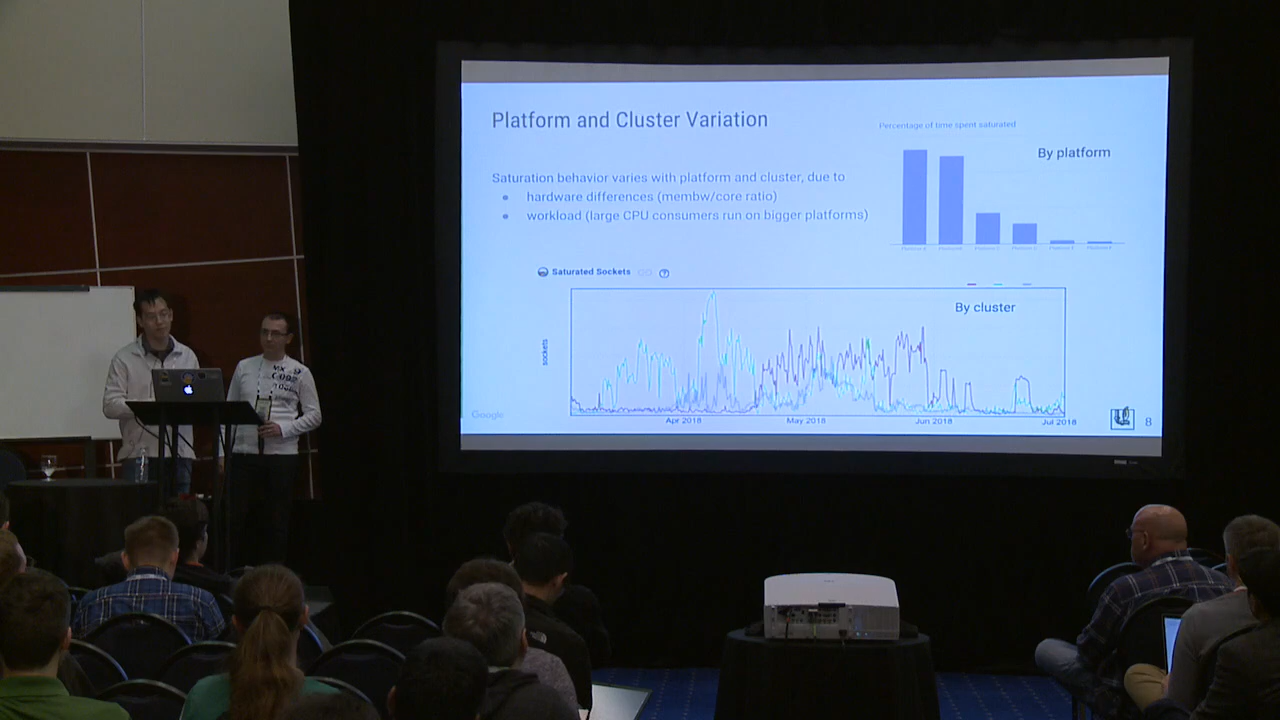 Platform and Cluster Variation
Percentage of time spent saturated
By platform
Saturation behavior varies with platform and cluster, due to
● hardware differences (membw/core ratio)
● workload (large CPU consumers run on bigger platforms)
Saturated Sockets
By cluster
sockets
Apr 2018
May 2018
Jun 2018
Jul 2018
Google
8